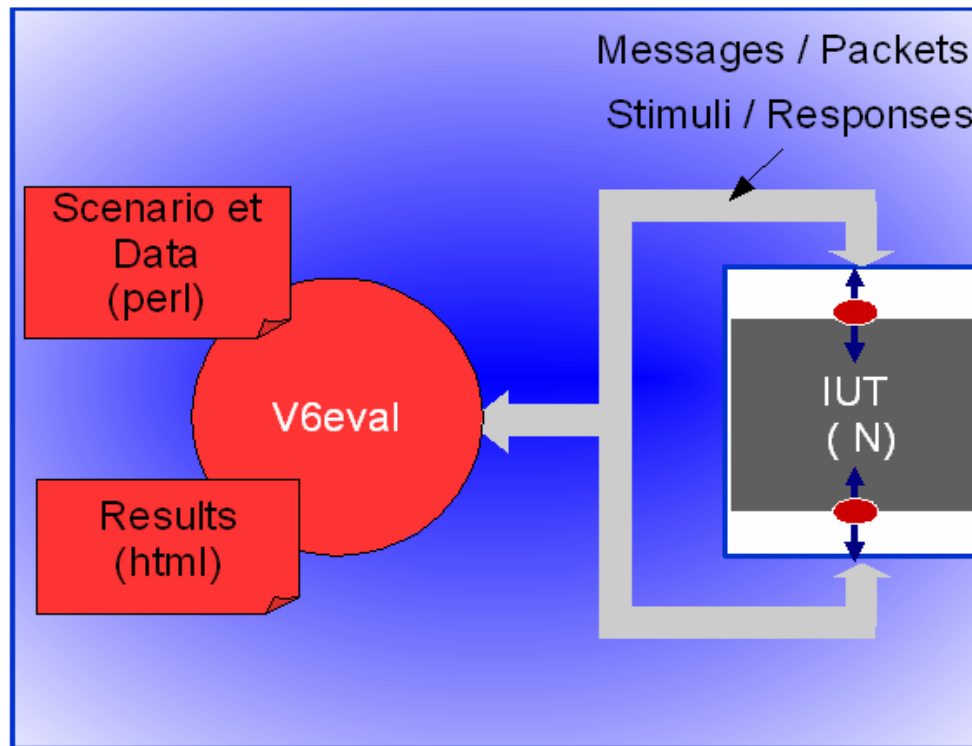 Messages / Packets
Stimuli / Responses
Scenario et
Data
(perl)
V6eval
IUT
( N)
Results
(html)